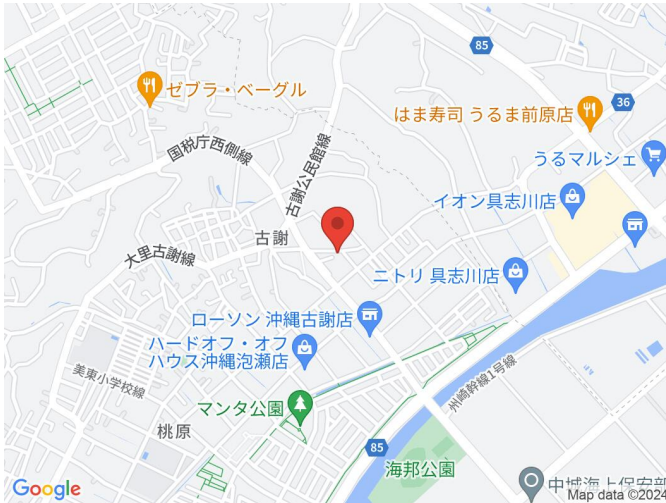 85
ゼブラ・ベーグル
36
はま寿司 うるま前原店
国税庁西側線
古謝公民館線
うるマルシェ
イオン具志川店
古謝
大里古謝線
ニトリ 具志川店
ローソン 沖縄古謝店
ハードオフ・オフ
ハウス沖縄泡瀬店
美東小学校線
州崎幹線1号線
マンタ公園
桃原
85
海邦公園
中城海上保安部
Google
Map data ©2024